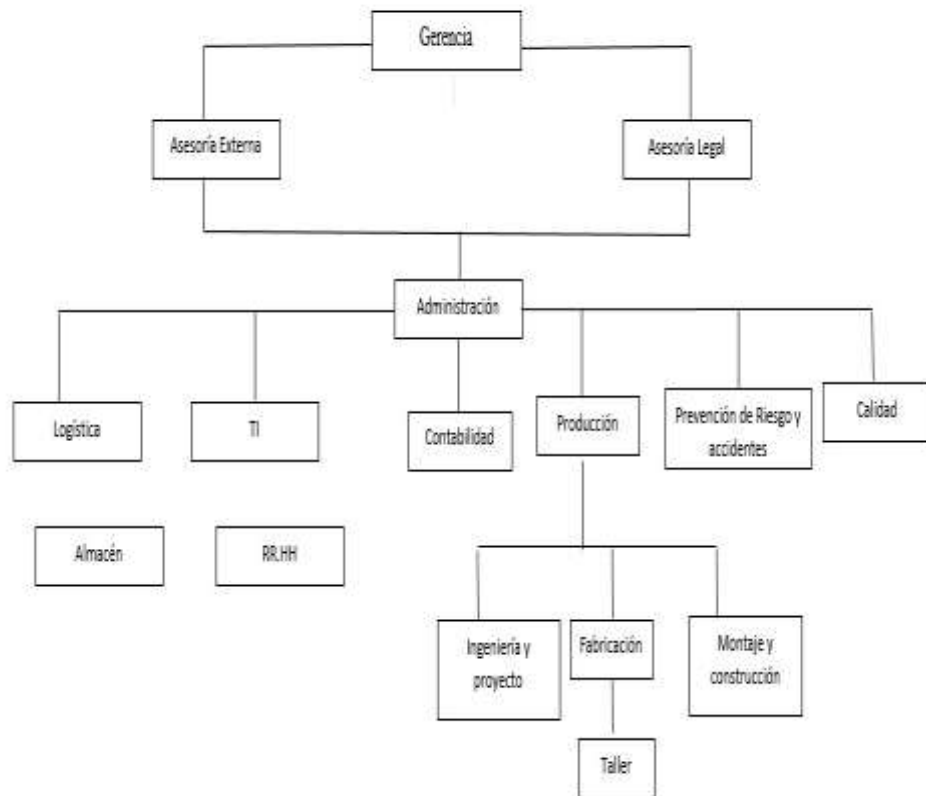 Gerencia
Asesoría Externa
Asesoría Legal
Administración
Logística
TI
Contabilidad
Producción
Prevención de Riesgo y
accidentes
Calidad
Almacén
RR.HH
Ingeniería y
proyecto
Fabricación
Montaje y
construcción
Taller